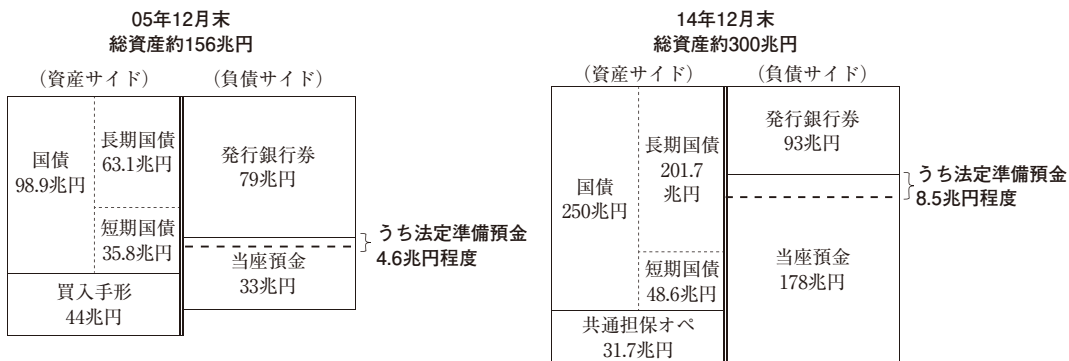 05年12月末
総資産約156兆円
（資産サイド）
（負債サイド）
国債
98.9兆円
長期国債
63.1兆円
短期国債
35.8兆円
買入手形
44兆円
発行銀行券
79兆円
当座預金
33兆円
うち法定準備預金
4.6兆円程度
14年12月末
総資産約300兆円
（資産サイド）
（負債サイド）
国債
250兆円
長期国債
201.7
兆円
短期国債
48.6兆円
共通担保オペ
31.7兆円
発行銀行券
93兆円
当座預金
178兆円
うち法定準備預金
8.5兆円程度